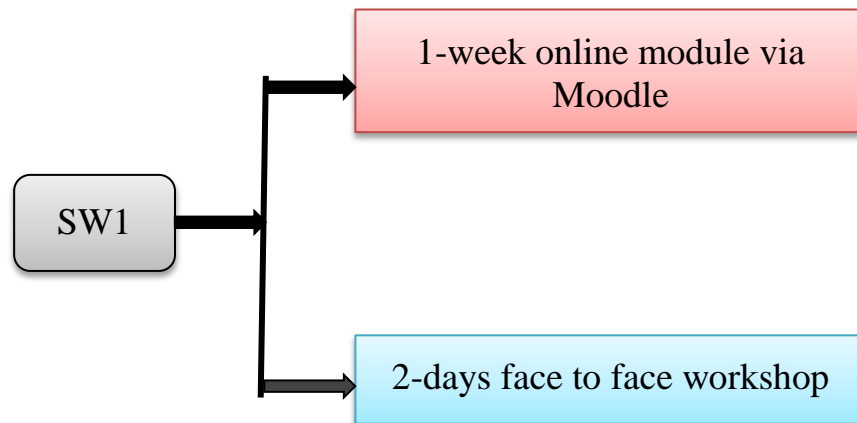 1-week online module via
Moodle
SW1
2-days face to face workshop